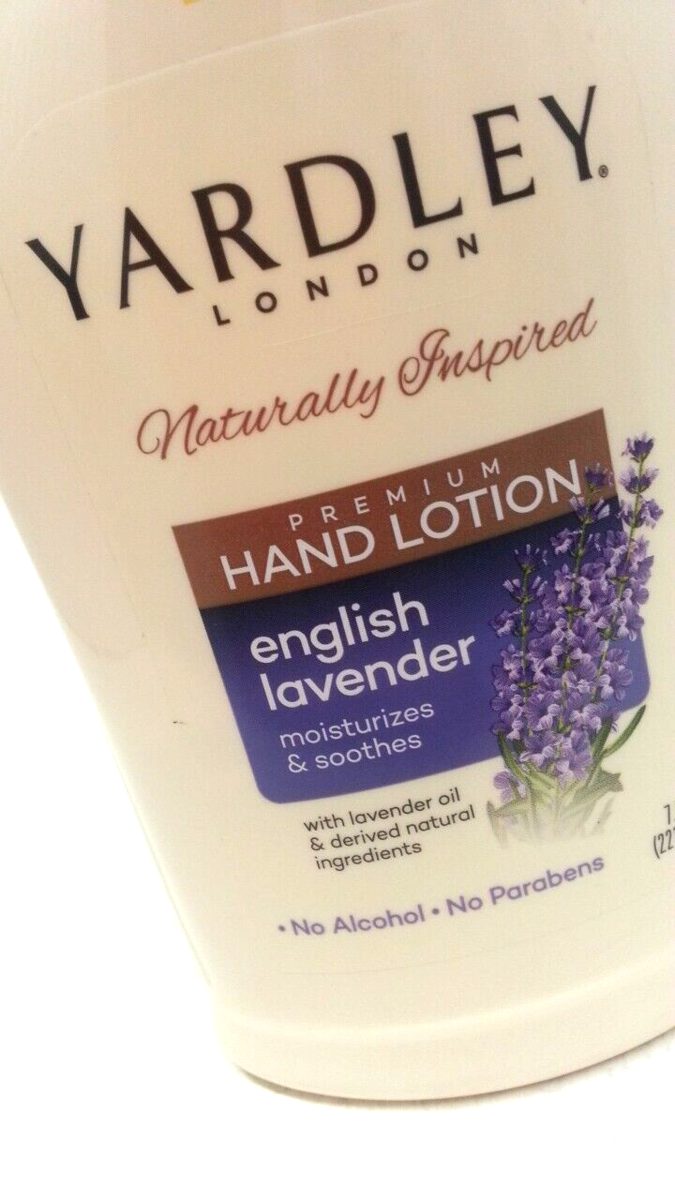 YARDLEY®
LONDON
Naturally Inspired
PREMIUM
HAND LOTION
english
lavender
moisturizes
& soothes
with lavender oil
& derived natural
ingredients
• No Alcohol • No Parabens